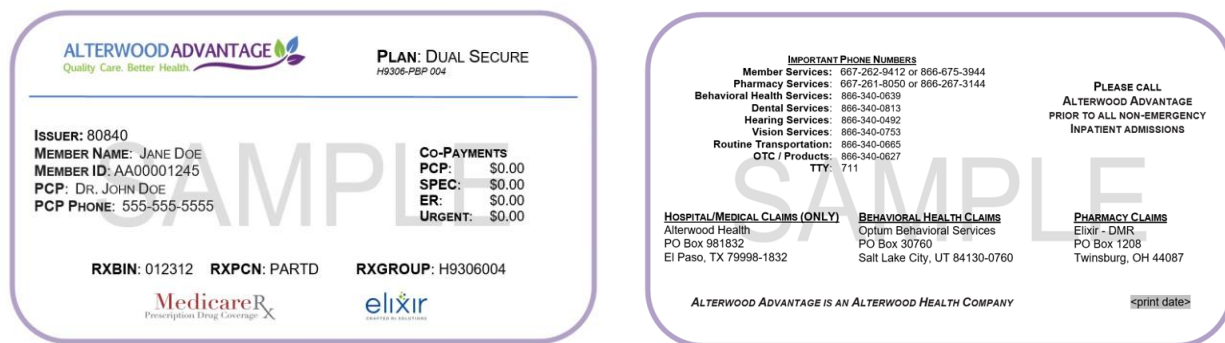 ALTERWOOD ADVANTAGE
Quality Care. Better Health.
PLAN: DUAL SECURE
H9306-PBP 004
ISSUER: 80840
MEMBER NAME: JANE DOE
MEMBER ID: AA00001245
PCP: DR. JOHN DOE
PCP PHONE: 555-555-5555
CO-PAYMENTS
PCP: $0.00
SPEC: $0.00
ER: $0.00
URGENT: $0.00
SAMPLE
RXBIN: 012312 RXPCN: PARTD RXGROUP: H9306004
MedicareRx
Prescription Drug Coverage
elixir
CRAFTED RX SOLUTIONS
IMPORTANT PHONE NUMBERS
Member Services: 667-262-9412 or 866-675-3944
Pharmacy Services: 667-261-8050 or 866-267-3144
Behavioral Health Services: 866-340-0639
Dental Services: 866-340-0813
Hearing Services: 866-340-0492
Vision Services: 866-340-0753
Routine Transportation: 866-340-0665
OTC / Products: 866-340-0627
TTY: 711
PLEASE CALL
ALTERWOOD ADVANTAGE
PRIOR TO ALL NON-EMERGENCY
INPATIENT ADMISSIONS
SAMPLE
HOSPITAL/MEDICAL CLAIMS (ONLY)
Alterwood Health
PO Box 981832
El Paso, TX 79998-1832
BEHAVIORAL HEALTH CLAIMS
Optum Behavioral Services
PO Box 30760
Salt Lake City, UT 84130-0760
PHARMACY CLAIMS
Elixir - DMR
PO Box 1208
Twinsburg, OH 44087
ALTERWOOD ADVANTAGE IS AN ALTERWOOD HEALTH COMPANY
<print date>